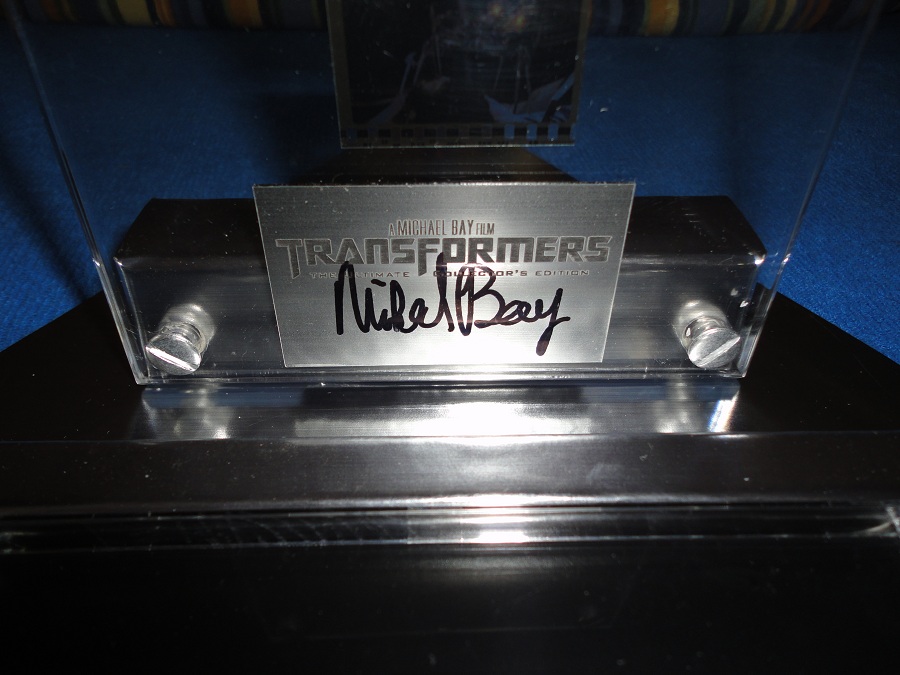 A MICHAEL BAY FILM
TRANSFORMERS
THE ULTIMATE COLLECTOR'S EDITION
Michael Bay